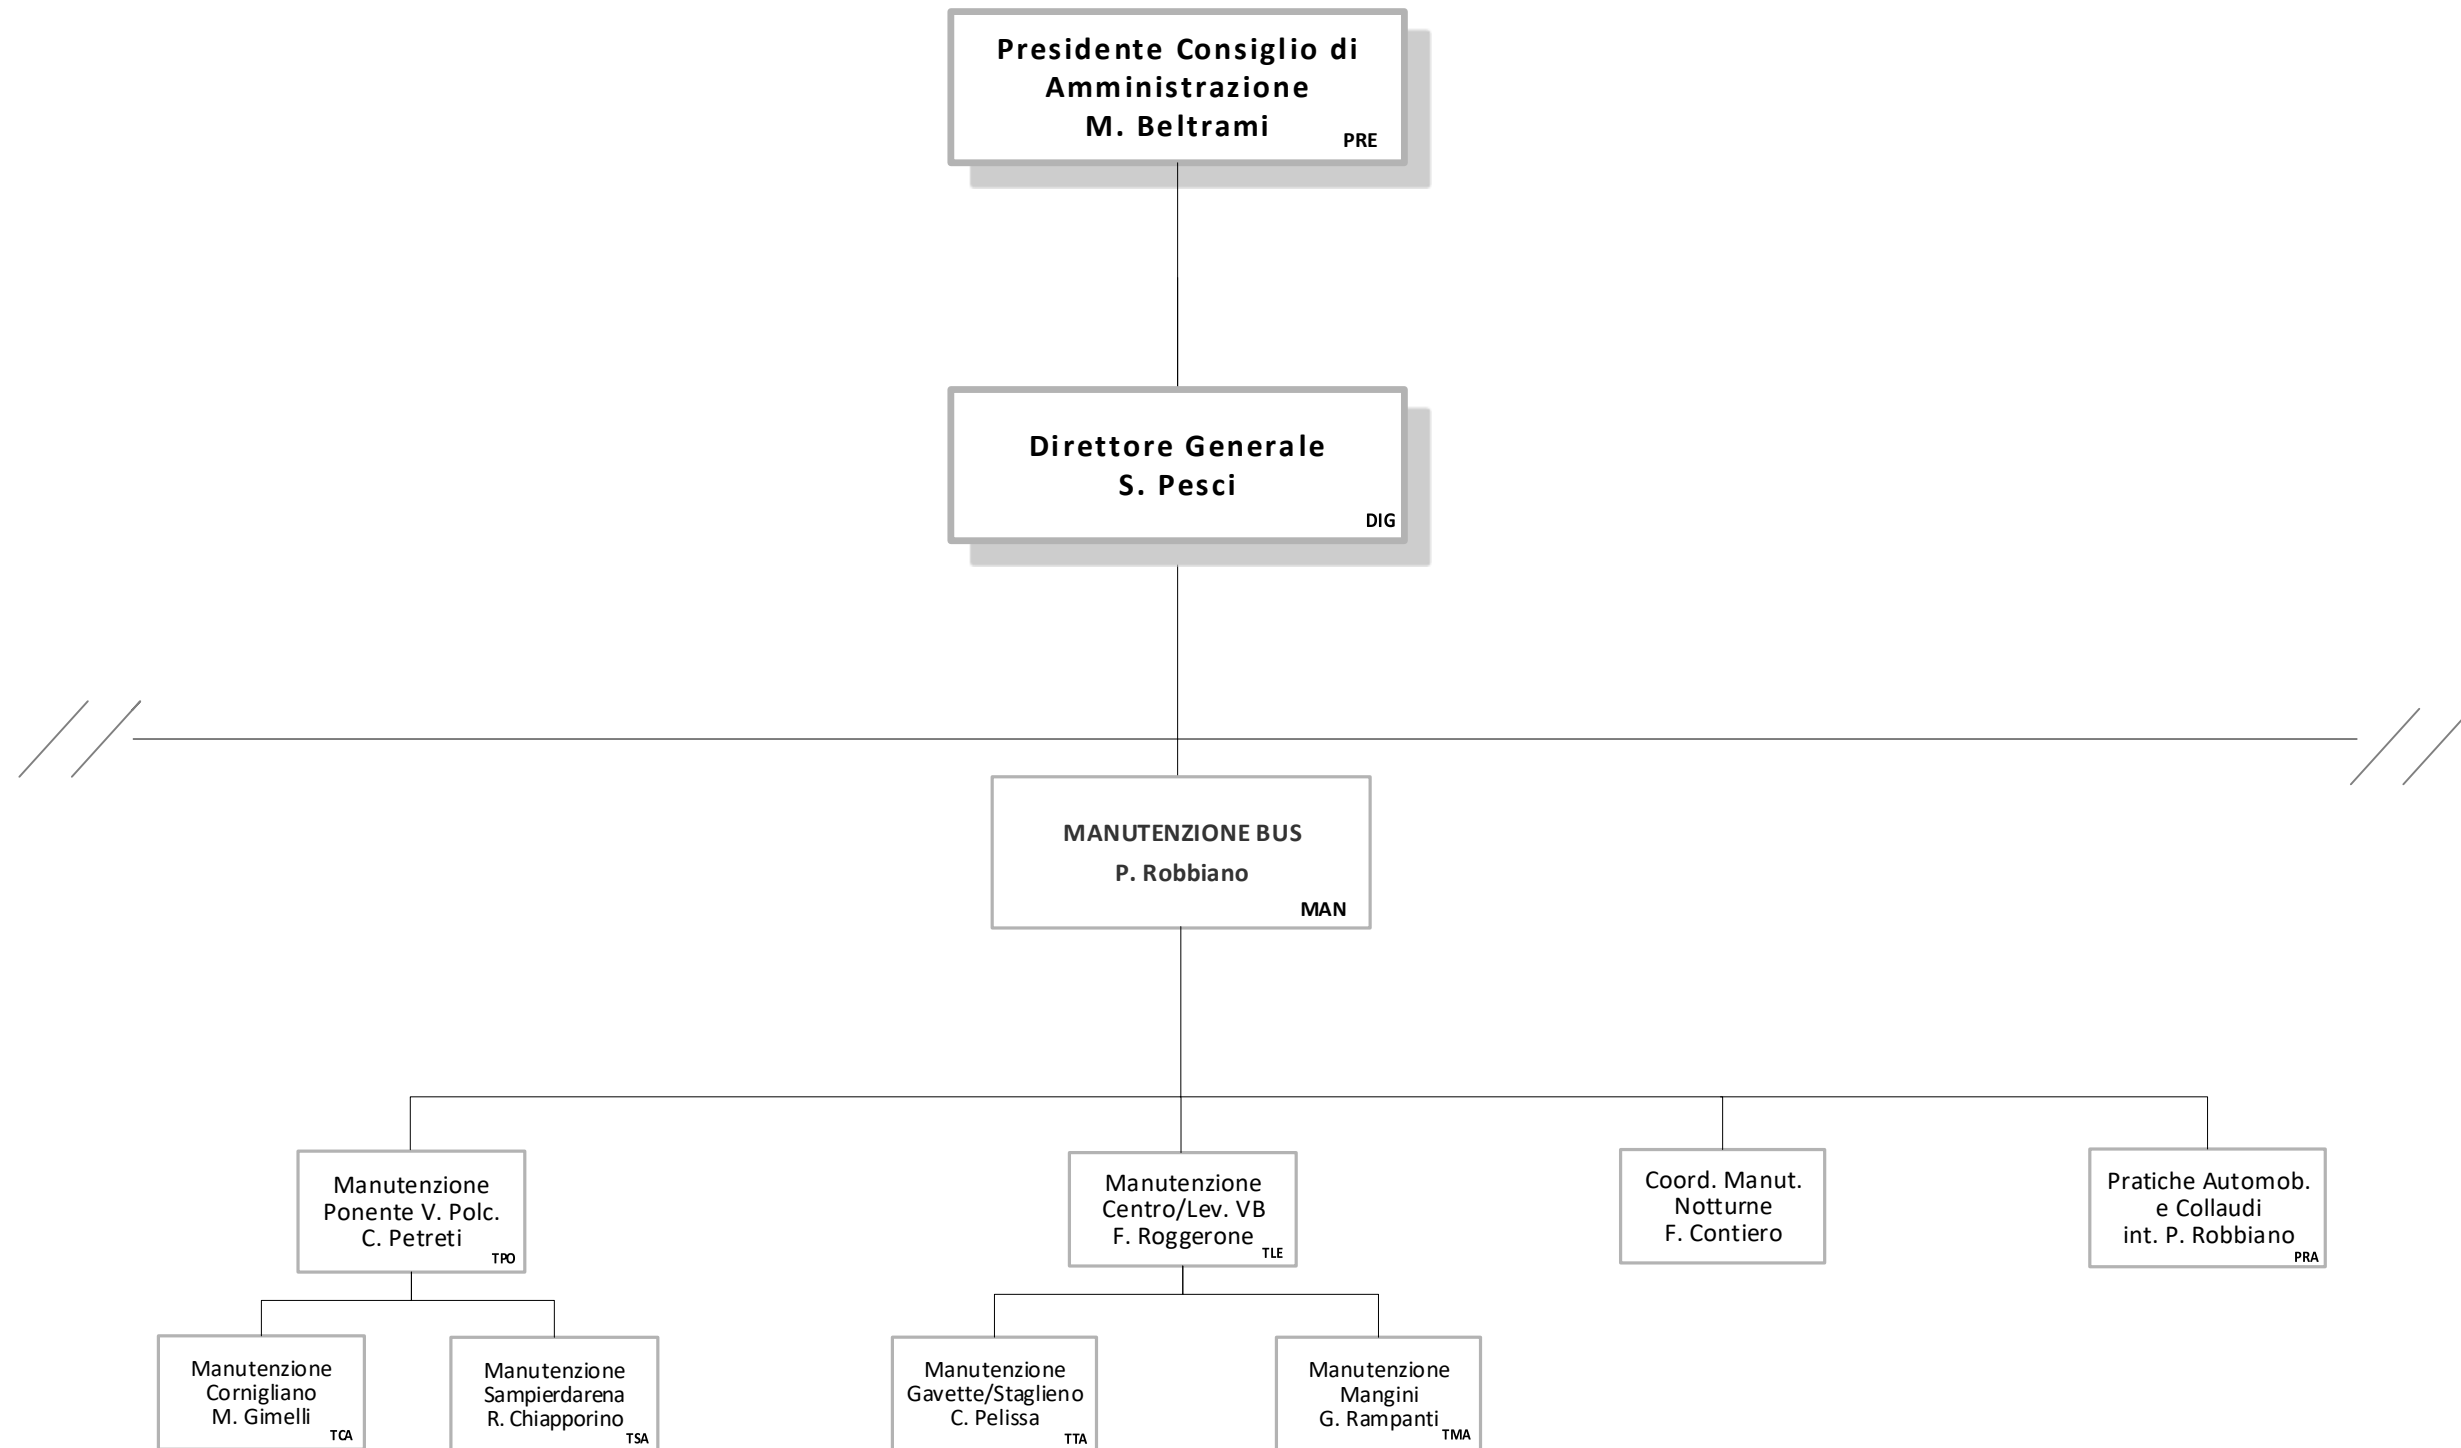 Presidente Consiglio di
Amministrazione
M. Beltrami
PRE
Direttore Generale
S. Pesci
DIG
MANUTENZIONE BUS
P. Robbiano
MAN
Manutenzione
Ponente V. Polc.
C. Petreti
TPO
Manutenzione
Centro/Lev. VB
F. Roggerone
TLE
Coord. Manut.
Notturne
F. Contiero
Pratiche Automob.
e Collaudi
int. P. Robbiano
PRA
Manutenzione
Cornigliano
M. Gimelli
TCA
Manutenzione
Sampierdarena
R. Chiapporino
TSA
Manutenzione
Gavette/Staglieno
C. Pelissa
TTA
Manutenzione
Mangini
G. Rampanti
TMA